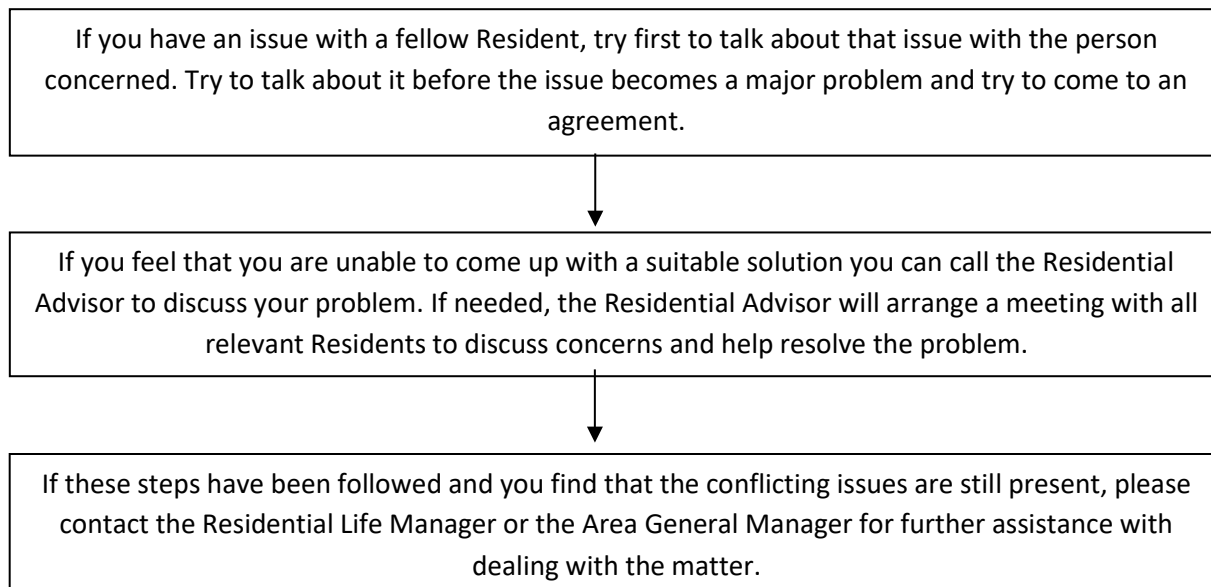 If you have an issue with a fellow Resident, try first to talk about that issue with the person
concerned. Try to talk about it before the issue becomes a major problem and try to come to an
agreement.
If you feel that you are unable to come up with a suitable solution you can call the Residential
Advisor to discuss your problem. If needed, the Residential Advisor will arrange a meeting with all
relevant Residents to discuss concerns and help resolve the problem.
If these steps have been followed and you find that the conflicting issues are still present, please
contact the Residential Life Manager or the Area General Manager for further assistance with
dealing with the matter.